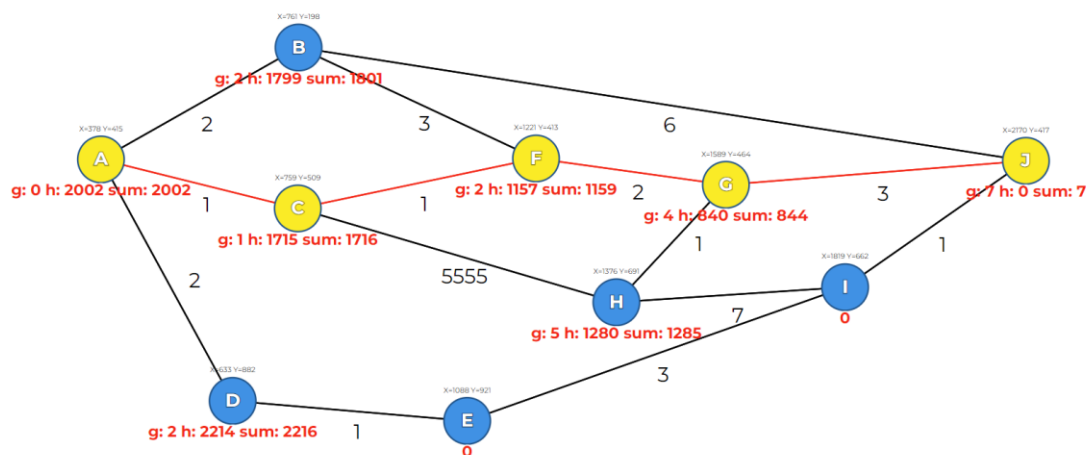 X=761 Y=198
B
g: 2 h: 1799 sum: 1801
2
3
6
X=378 Y=415
A
g: 0 h: 2002 sum: 2002
X=1221 Y=413
F
g: 2 h: 1157 sum: 1159
X=2170 Y=417
J
g: 7 h: 0 sum: 7
X=1589 Y=464
G
g: 4 h: 840 sum: 844
2
3
X=759 Y=509
C
g: 1 h: 1715 sum: 1716
1
1
1
1
5555
2
X=1376 Y=691
H
g: 5 h: 1280 sum: 1285
X=1819 Y=662
I
0
7
3
X=633 Y=882
D
g: 2 h: 2214 sum: 2216
1
X=1088 Y=921
E
0